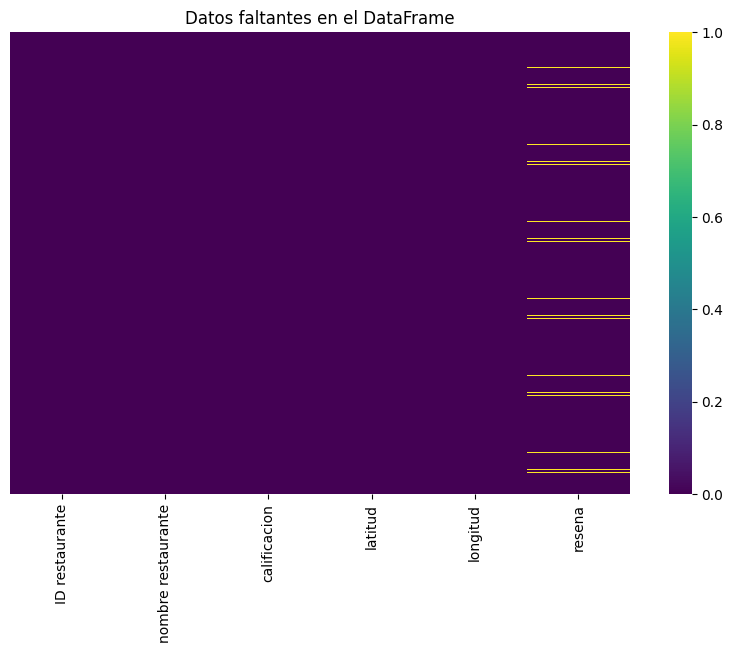 Datos faltantes en el DataFrame
1.0
0.8
0.6
0.4
0.2
0.0
ID restaurante
nombre restaurante
calificacion
latitud
longitud
resena